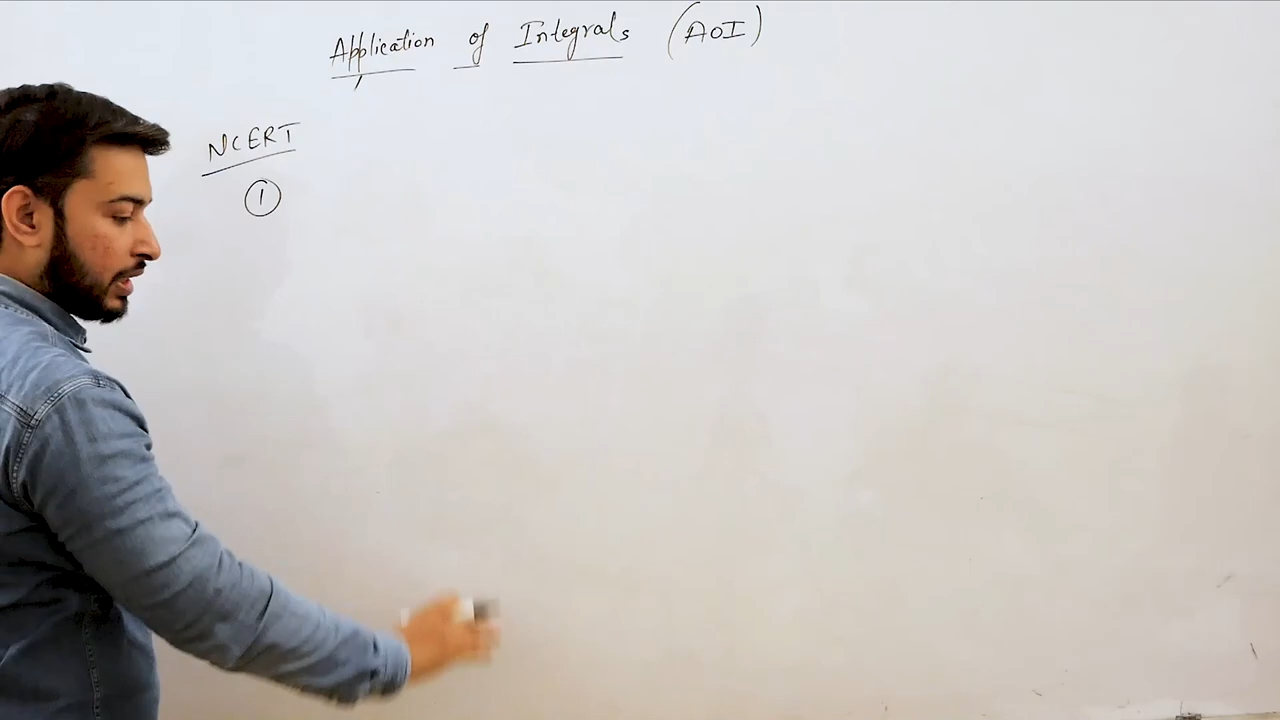 Application of Integrals (AOI)
NCERT
1